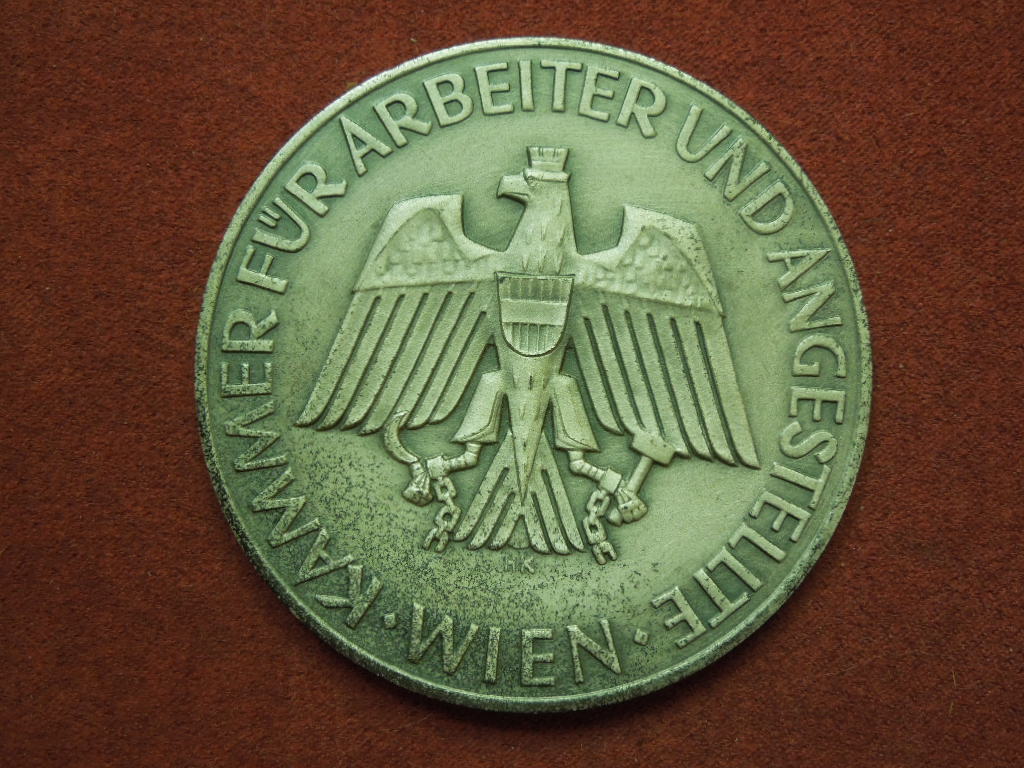 KAMMER FÜR ARBEITER UND ANGESTELLTE
· WIEN ·
HK